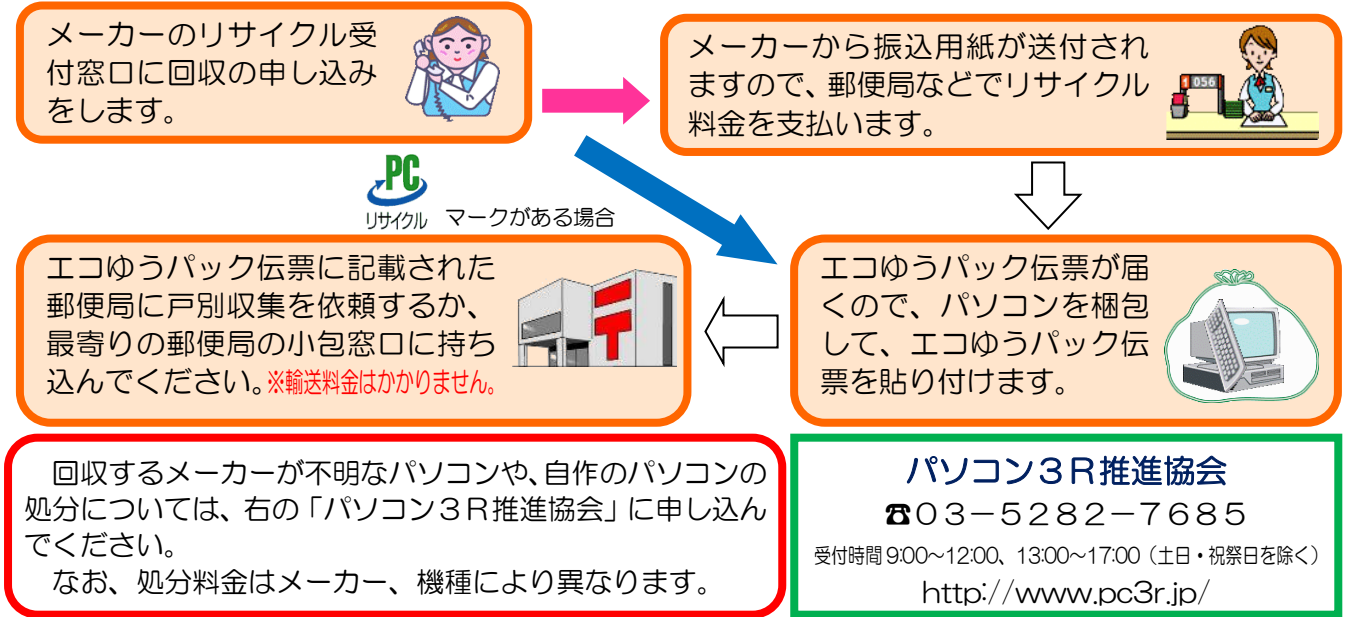 メーカーのリサイクル受
付窓口に回収の申し込み
をします。
メーカーから振込用紙が送付され
ますので、郵便局などでリサイクル
料金を支払います。
1 056
PC
リサイクル マークがある場合
エコゆうパック伝票が届
くので、パソコンを梱包
して、エコゆうパック伝
票を貼り付けます。
エコゆうパック伝票に記載された
郵便局に戸別収集を依頼するか、
最寄りの郵便局の小包窓口に持ち
込んでください。※輸送料金はかかりません。
回収するメーカーが不明なパソコンや、自作のパソコンの
処分については、右の「パソコン３Ｒ推進協会」に申し込ん
でください。
なお、処分料金はメーカー、機種により異なります。
パソコン３Ｒ推進協会
☎０３－５２８２－７６８５
受付時間 9:00～12:00、13:00～17:00（土日・祝祭日を除く）
http://www.pc3r.jp/